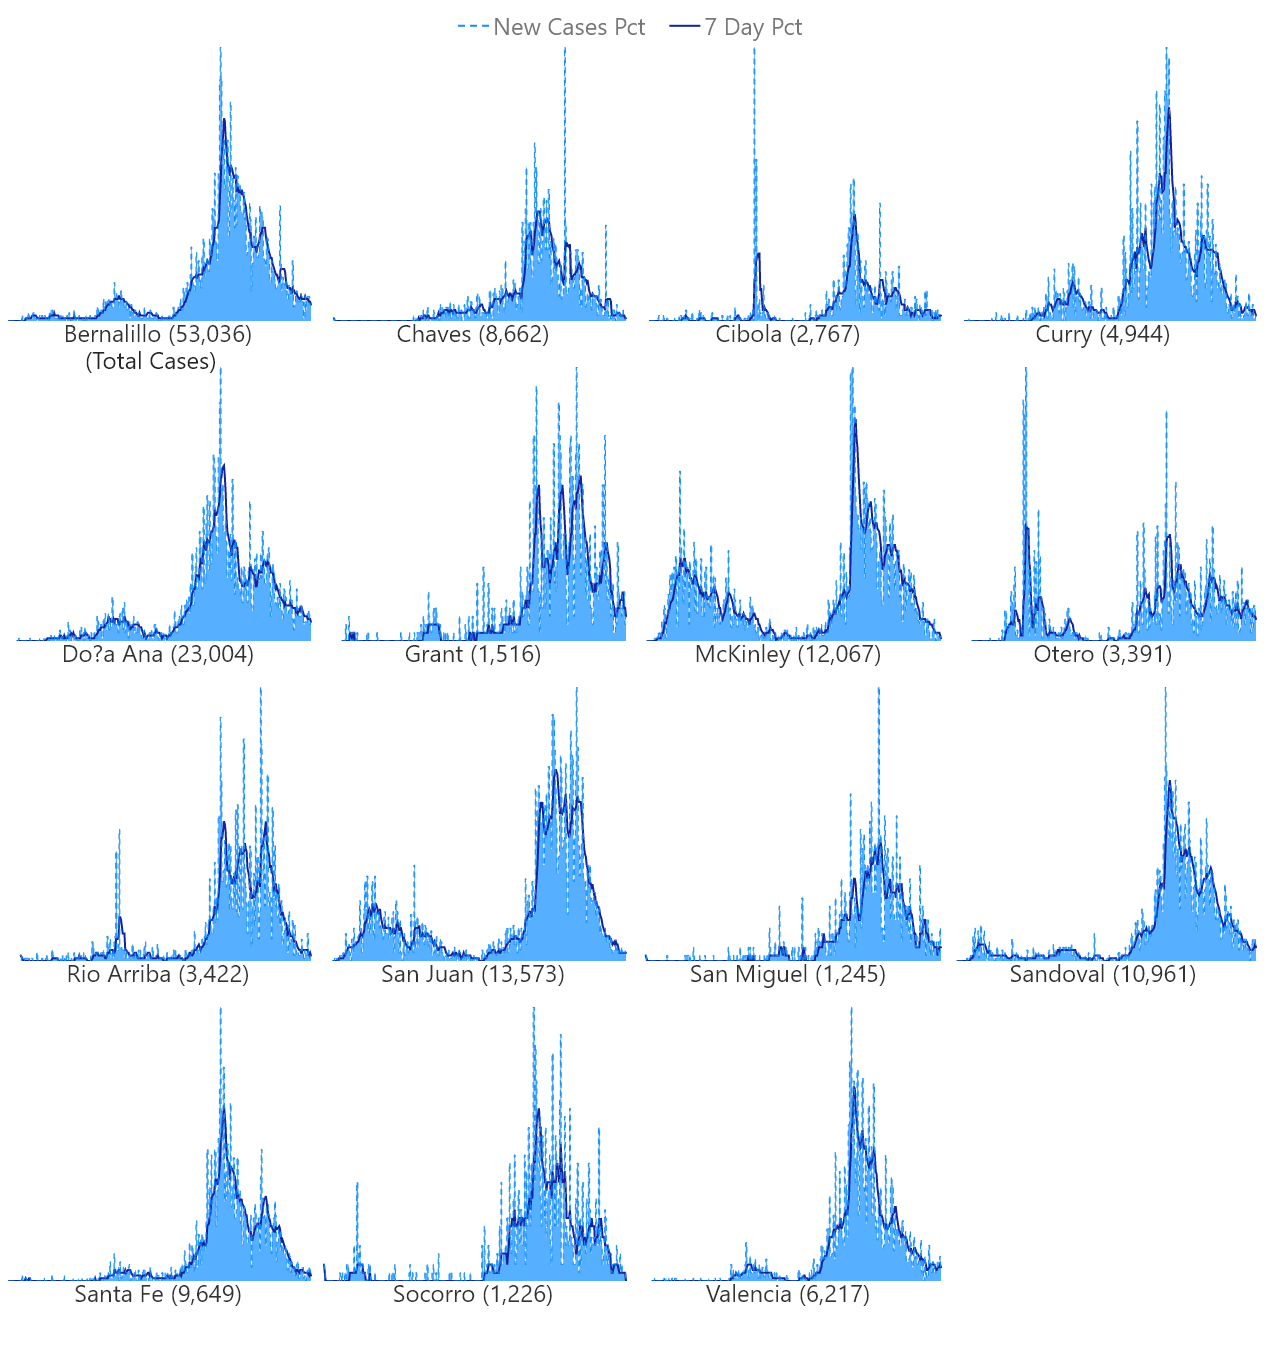 New Cases Pct 7 Day Pct
Bernalillo (53,036) Chaves (8,662) Cibola (2,767) Curry (4,944)
(Total Cases)
Do?a Ana (23,004) Grant (1,516) McKinley (12,067) Otero (3,391)
Rio Arriba (3,422) San Juan (13,573) San Miguel (1,245) Sandoval (10,961)
Santa Fe (9,649) Socorro (1,226) Valencia (6,217)